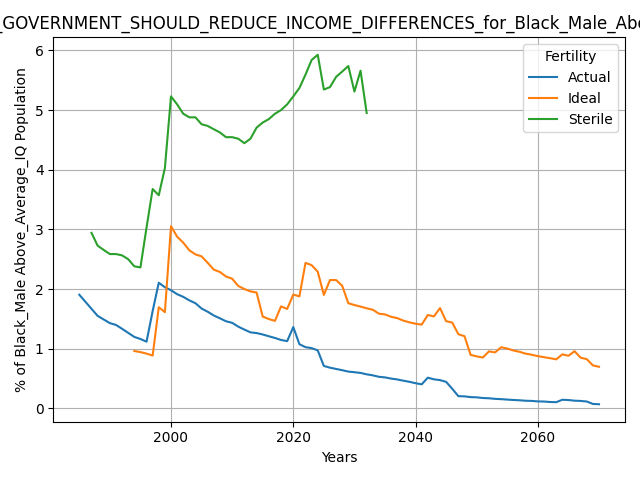 _GOVERNMENT_SHOULD_REDUCE_INCOME_DIFFERENCES_for_Black_Male_Abo
Fertility
Actual
Ideal
Sterile
% of Black_Male Above_Average_IQ Population
6
5
4
3
2
1
0
2000 2020 2040 2060
Years